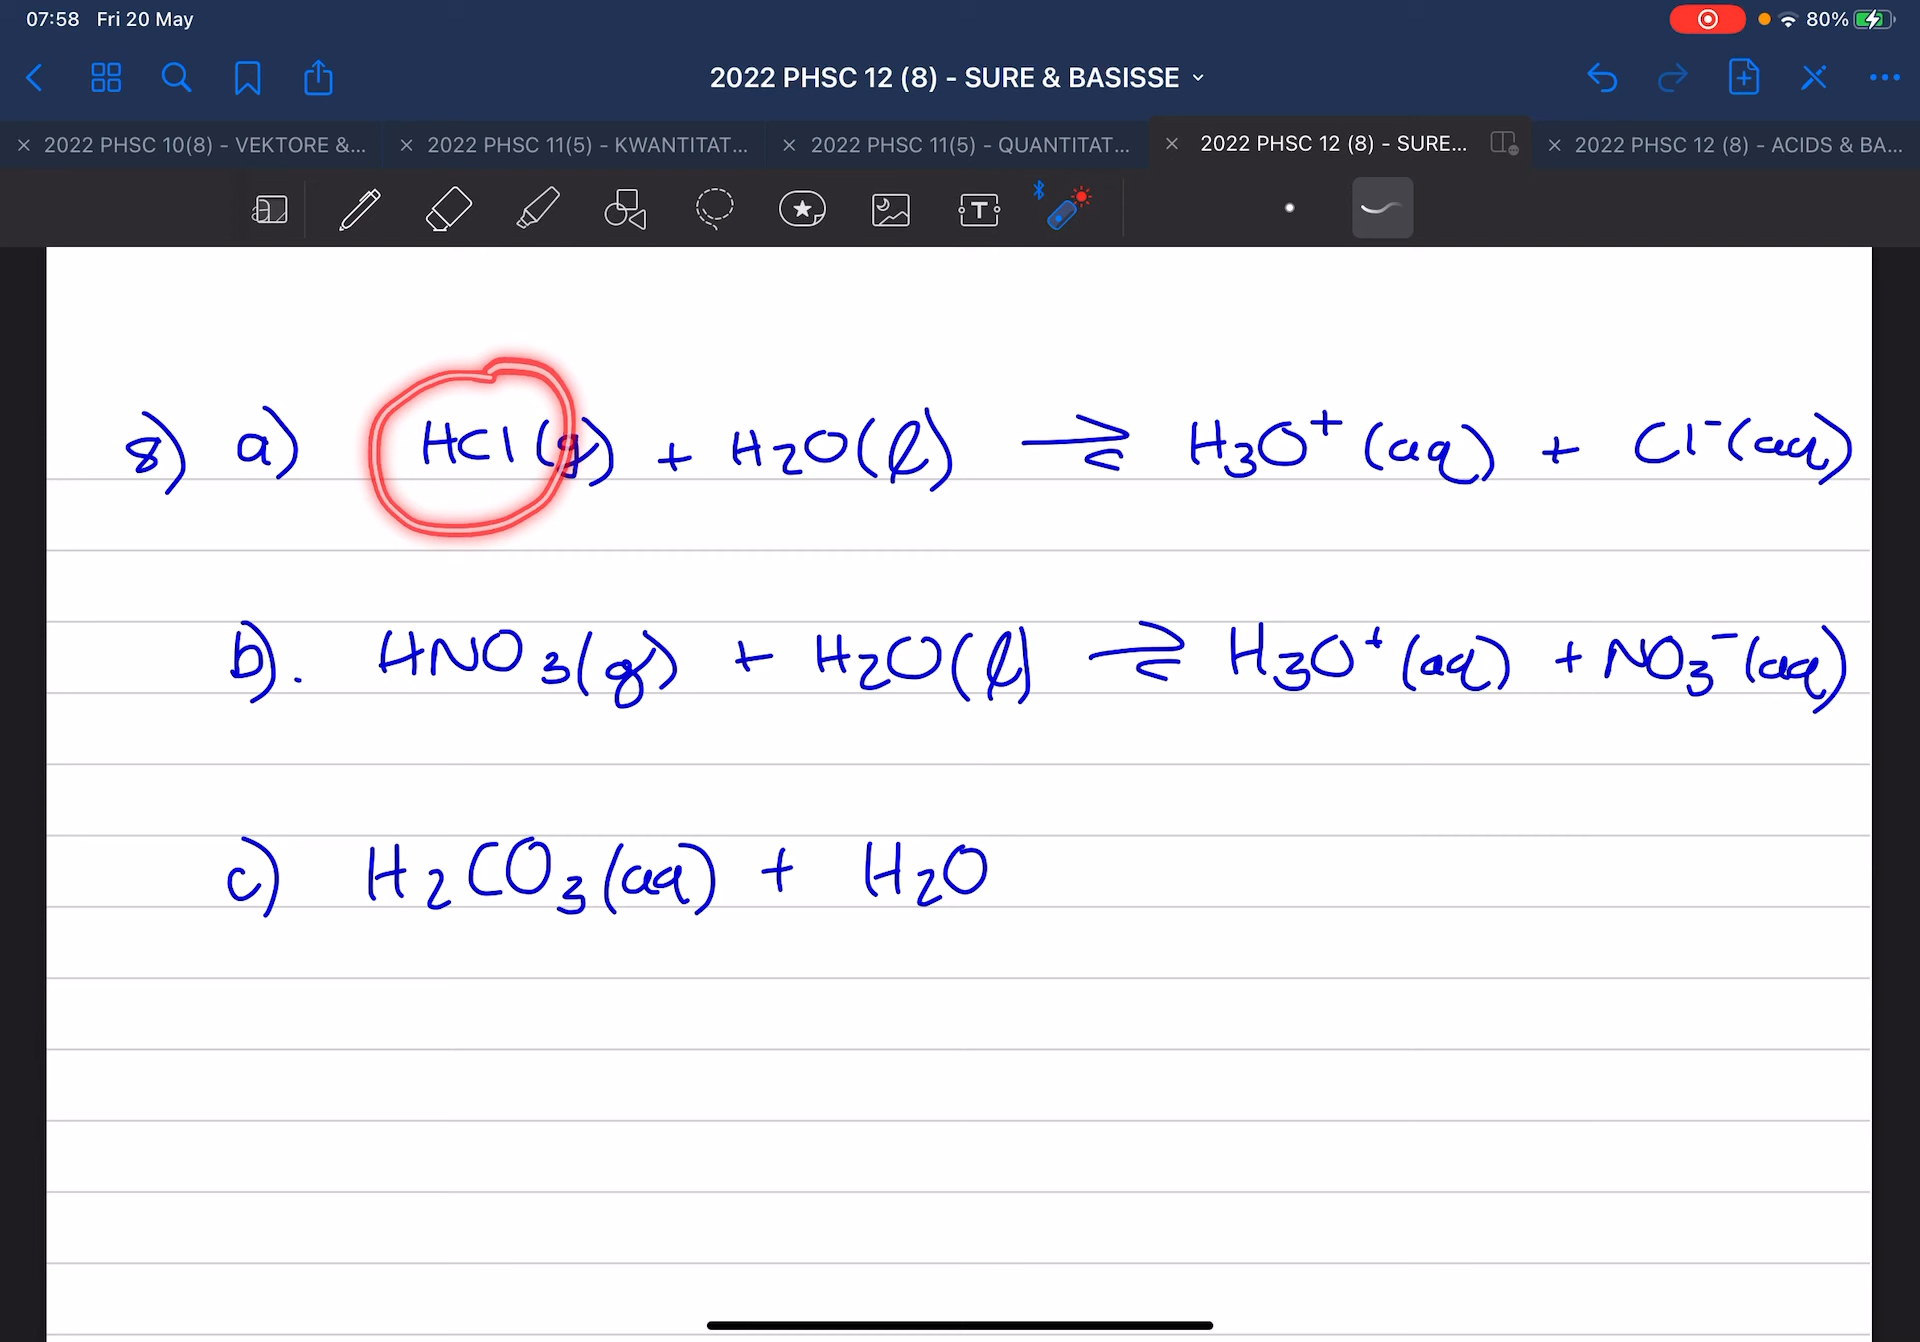 07:58 Fri 20 May 80%
2022 PHSC 12 (8) - SURE & BASISSE
2022 PHSC 10(8) - VEKTORE &... 2022 PHSC 11(5) - KWANTITAT... 2022 PHSC 11(5) - QUANTITAT... 2022 PHSC 12 (8) - SURE... 2022 PHSC 12 (8) - ACIDS & BA...
T
8) a) HCl(g) + H₂O(ℓ) ⇌ H₃O⁺(aq) + Cl⁻(aq)
b). HNO₃(g) + H₂O(ℓ) ⇌ H₃O⁺(aq) + NO₃⁻(aq)
c) H₂CO₃(aq) + H₂O